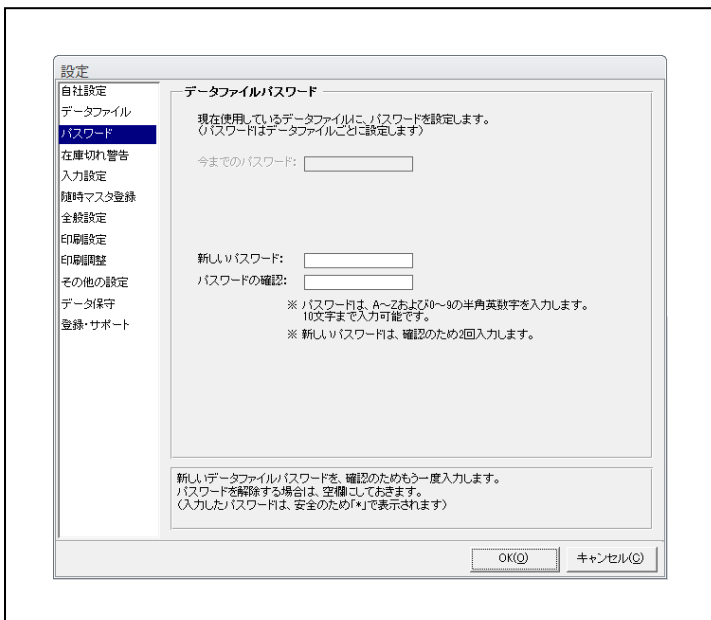 設定
自社設定
データファイル
パスワード
在庫切れ警告
入力設定
随時マスタ登録
全般設定
印刷設定
印刷調整
その他の設定
データ保守
登録・サポート
データファイルパスワード
現在使用しているデータファイルに、パスワードを設定します。
(パスワードはデータファイルごとに設定します)
今までのパスワード:
新しいパスワード:
パスワードの確認:
※ パスワードは、A~Zおよび0~9の半角英数字を入力します。
10文字まで入力可能です。
※ 新しいパスワードは、確認のため2回入力します。
新しいデータファイルパスワードを、確認のためもう一度入力します。
パスワードを解除する場合は、空欄にしておきます。
(入力したパスワードは、安全のため「*」で表示されます)
OK(O)
キャンセル(C)